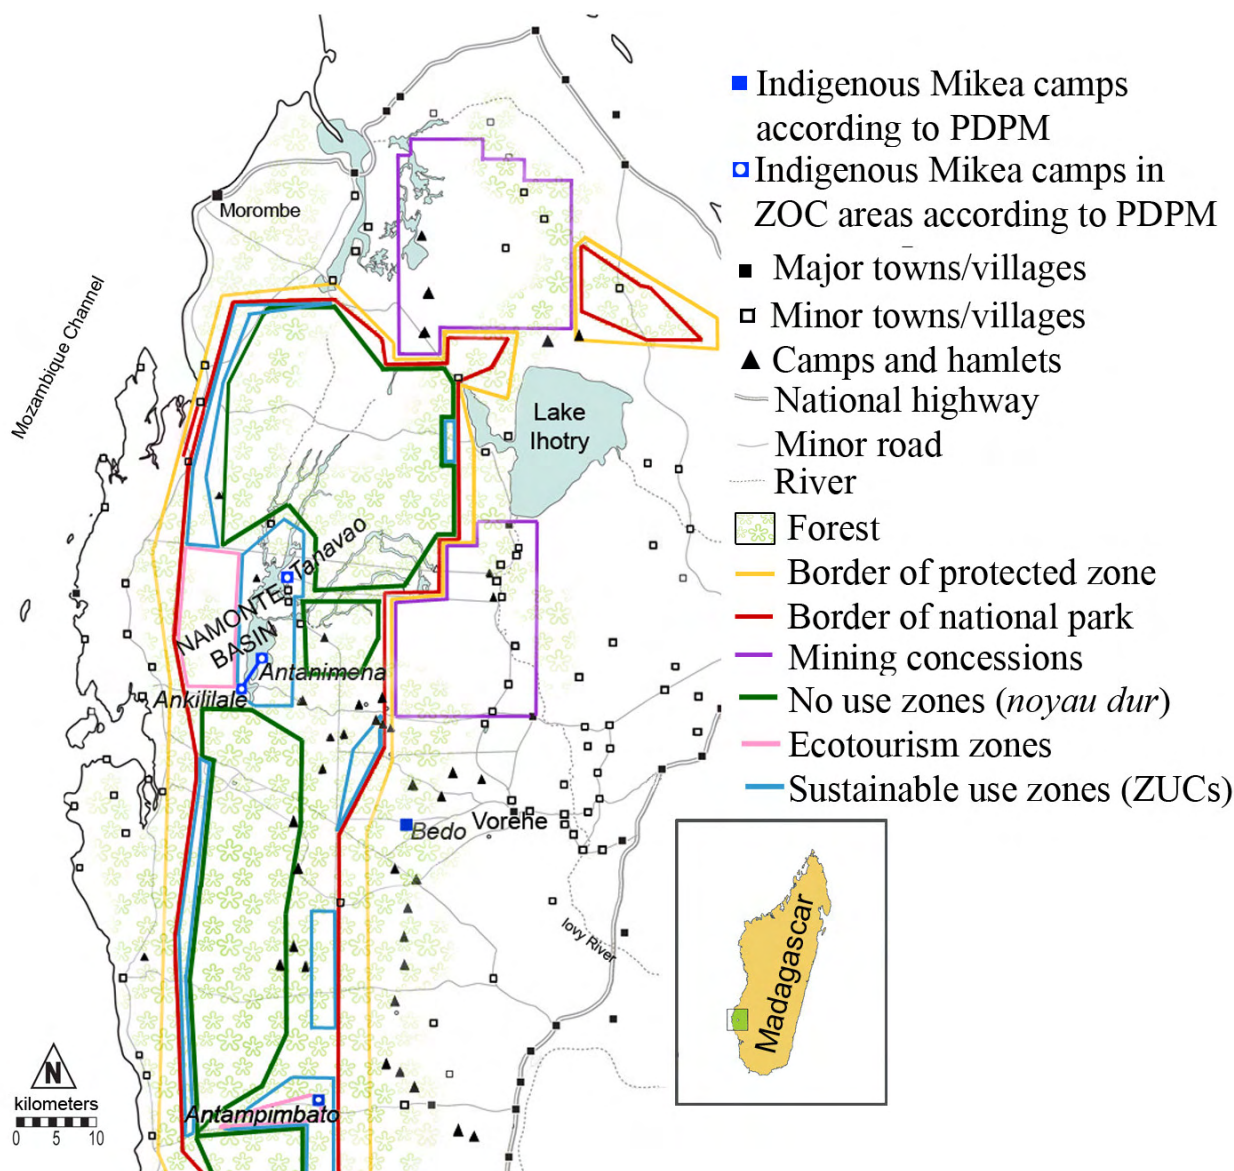 Indigenous Mikea camps
according to PDPM
Indigenous Mikea camps in
ZOC areas according to PDPM
Major towns/villages
Minor towns/villages
Camps and hamlets
National highway
Minor road
River
Forest
Border of protected zone
Border of national park
Mining concessions
No use zones (noyau dur)
Ecotourism zones
Sustainable use zones (ZUCs)
Morombe
Mozambique Channel
Lake
Ihotry
Tanavao
NAMONTE
BASIN
Antanimena
Ankililale
Bedo
Vorehe
Iovy River
Antampimbato
Madagascar
N
kilometers
0 5 10